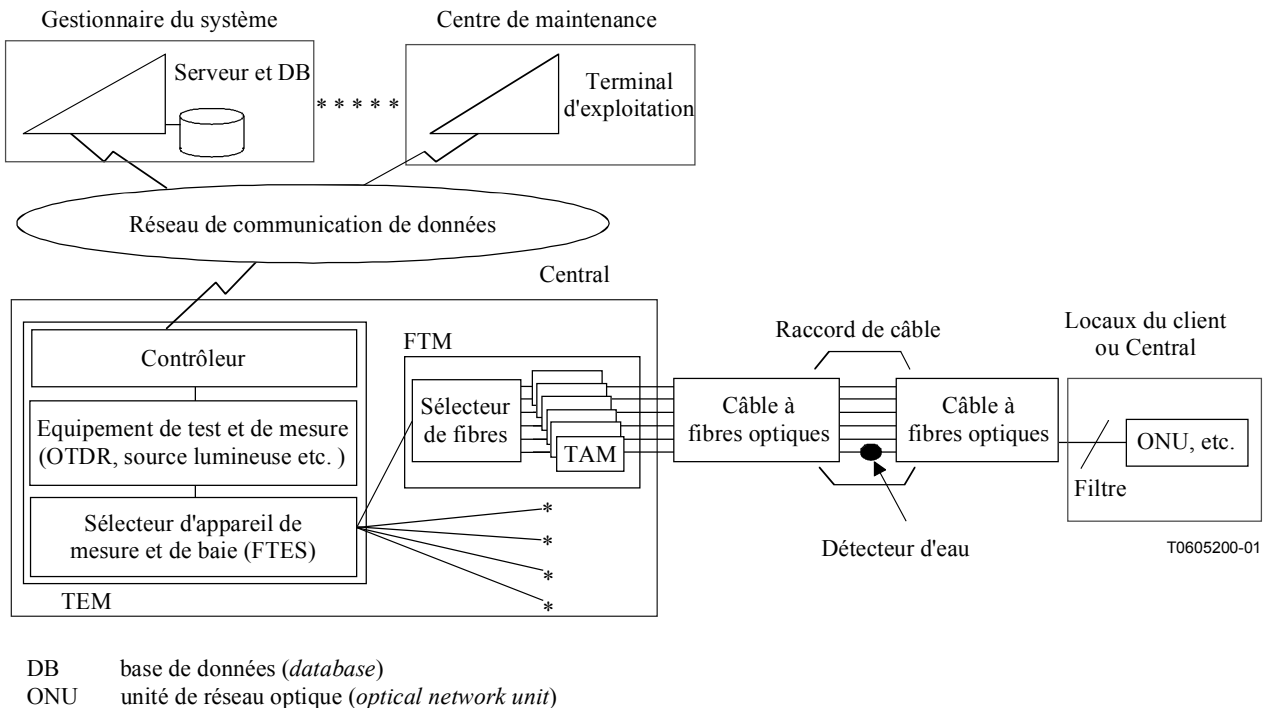 Gestionnaire du système
Centre de maintenance
Serveur et DB
* * * * *
Terminal
d'exploitation
Réseau de communication de données
Central
Contrôleur
FTM
Raccord de câble
Locaux du client
ou Central
Equipement de test et de mesure
(OTDR, source lumineuse etc. )
Sélecteur
de fibres
TAM
Câble à
fibres optiques
Câble à
fibres optiques
ONU, etc.
Filtre
Sélecteur d'appareil de
mesure et de baie (FTES)
*
*
*
*
Détecteur d'eau
T0605200-01
TEM
DB base de données (database)
ONU unité de réseau optique (optical network unit)